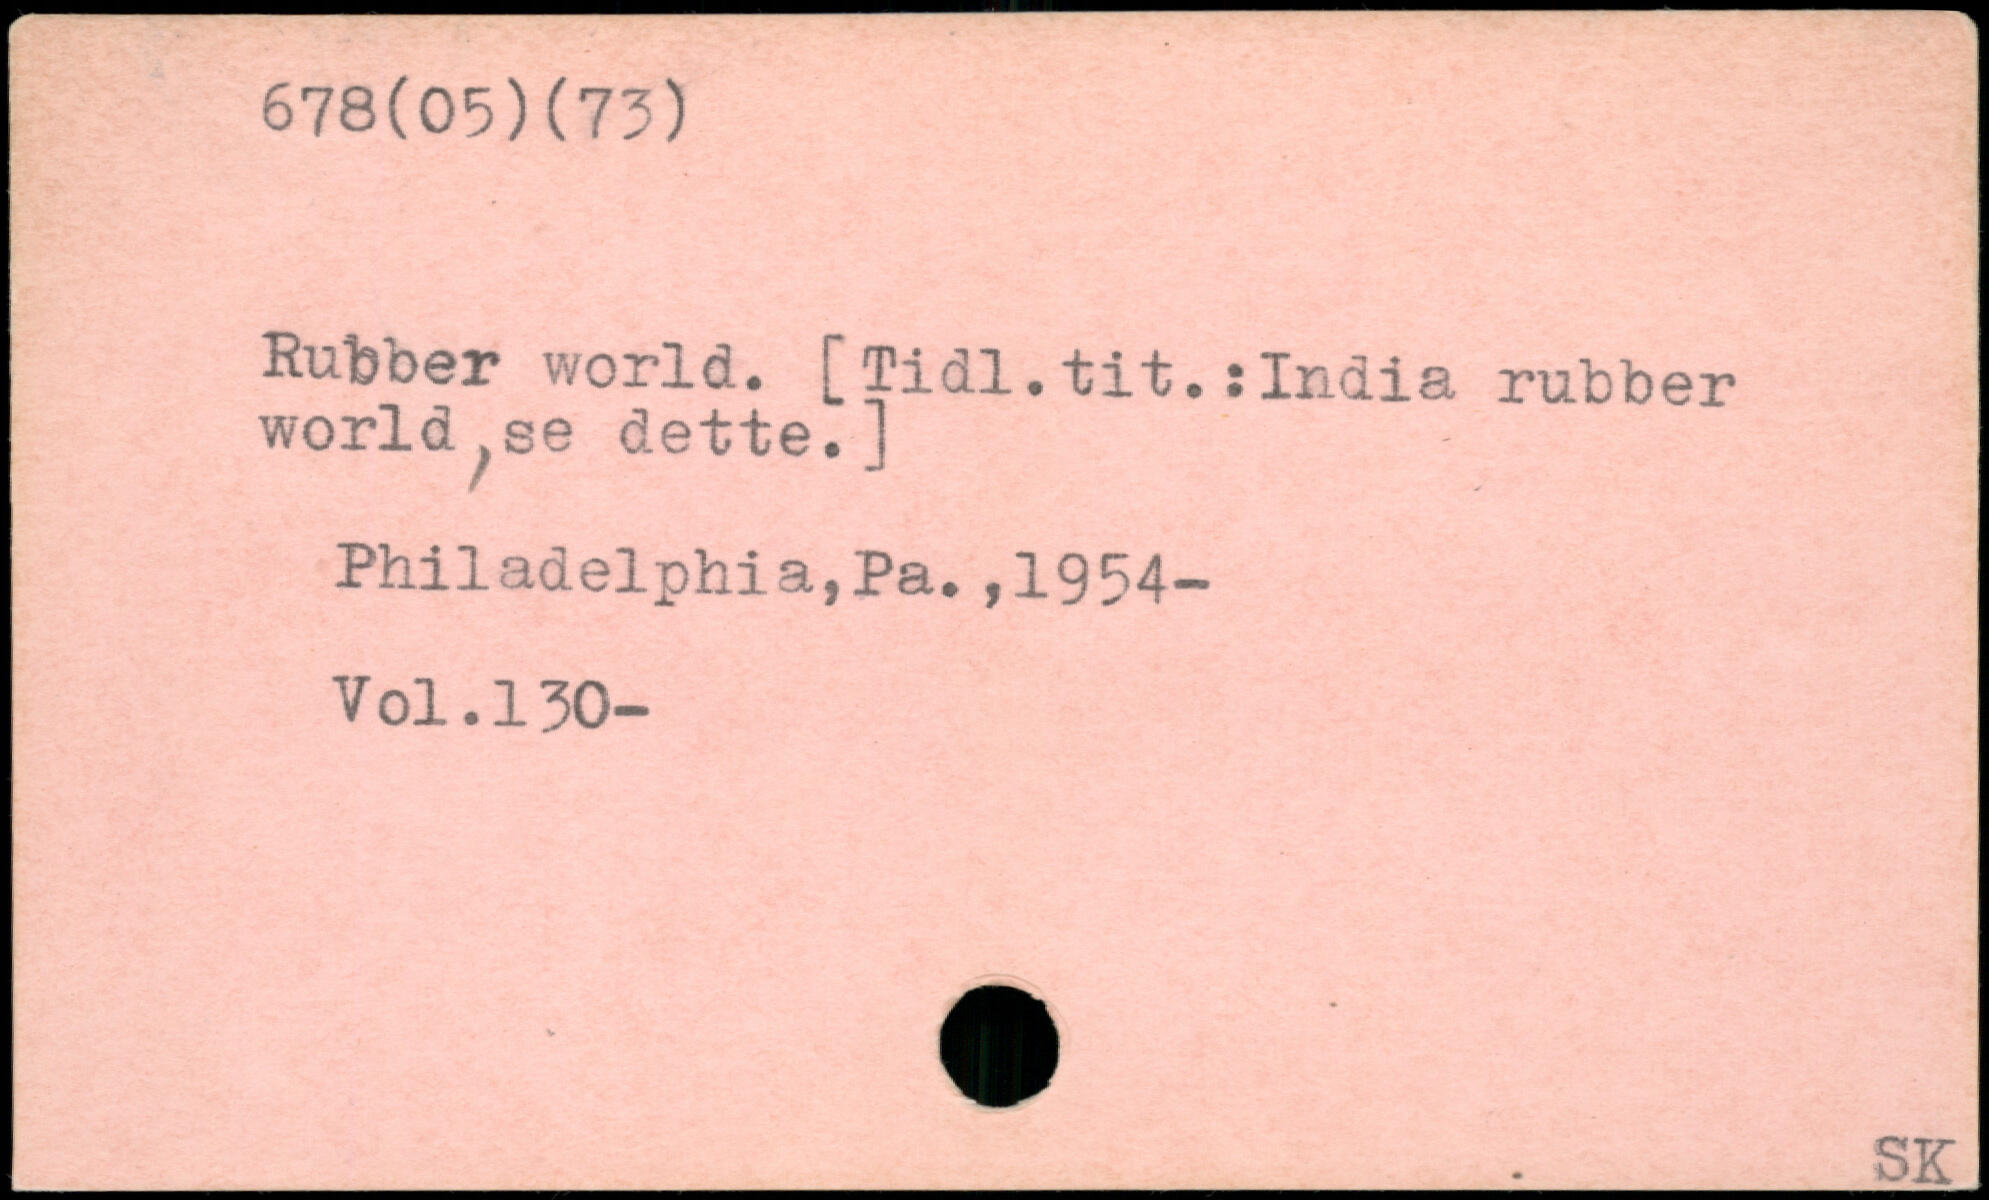 678(05)(73)
Rubber world. [Tidl.tit.:India rubber
world,se dette.]
Philadelphia,Pa.,1954-
Vol.130-
SK